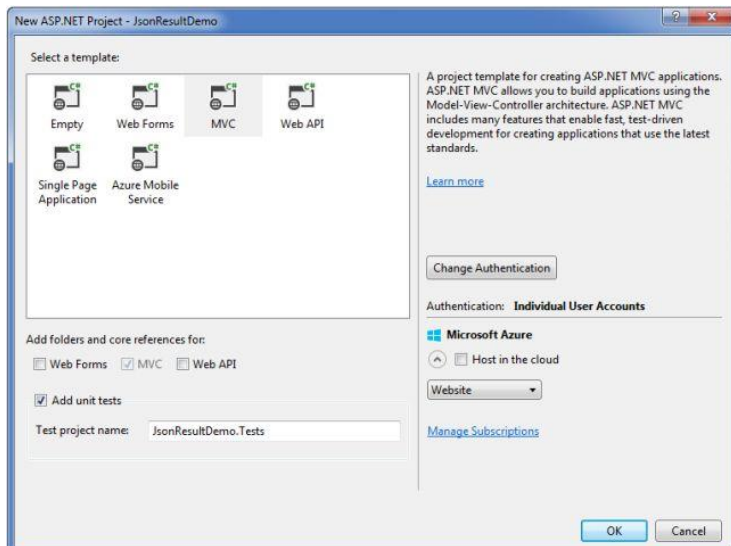 New ASP.NET Project - JsonResultDemo
Select a template:
C#
C#
C#
C#
Empty
Web Forms
MVC
Web API
C#
C#
Single Page
Application
Azure Mobile
Service
A project template for creating ASP.NET MVC applications.
ASP.NET MVC allows you to build applications using the
Model-View-Controller architecture. ASP.NET MVC
includes many features that enable fast, test-driven
development for creating applications that use the latest
standards.
Learn more
Change Authentication
Authentication: Individual User Accounts
Microsoft Azure
Host in the cloud
Website
Manage Subscriptions
Add folders and core references for:
Web Forms
MVC
Web API
Add unit tests
Test project name: JsonResultDemo.Tests
OK
Cancel